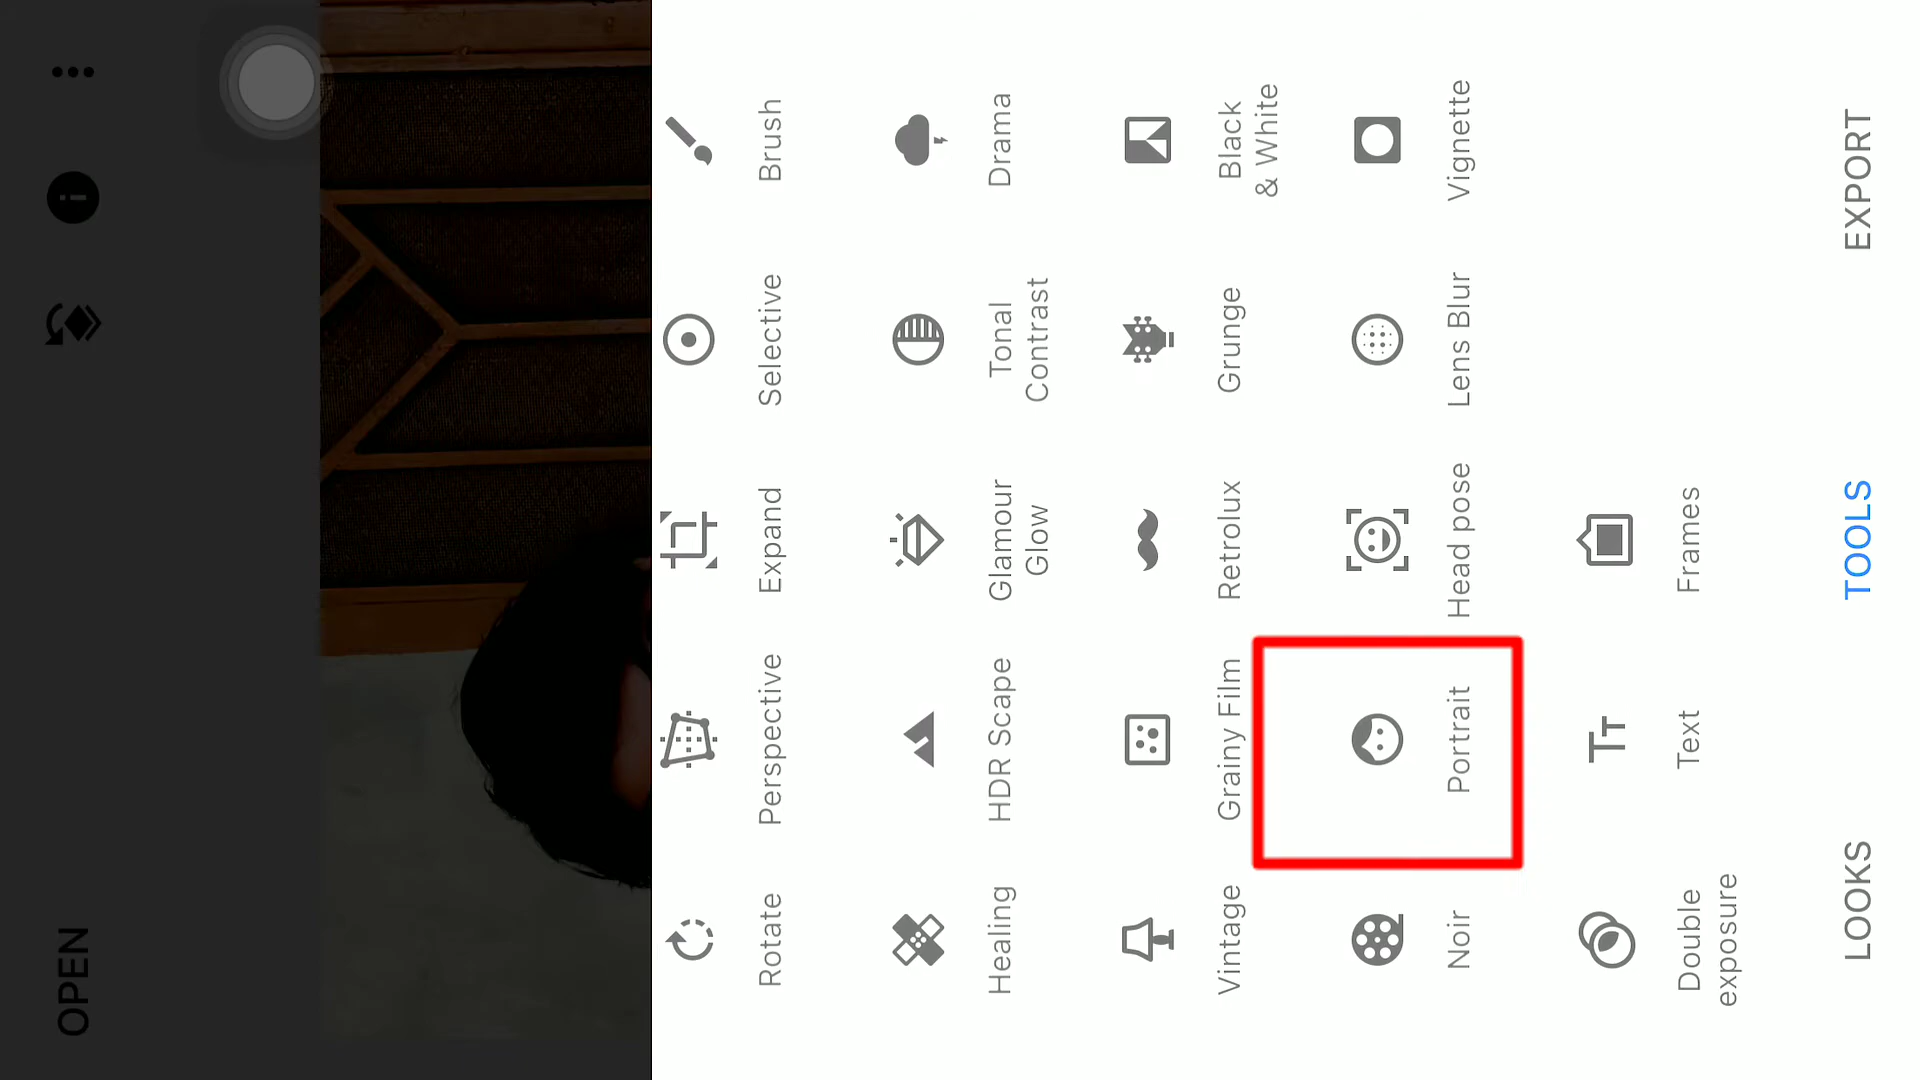 OPEN
Rotate
Perspective
Expand
Selective
Brush
Healing
HDR Scape
Glamour
Glow
Tonal
Contrast
Drama
Vintage
Grainy Film
Retrolux
Grunge
Black
& White
Noir
Portrait
Head pose
Lens Blur
Vignette
Double
exposure
Text
Frames
LOOKS
TOOLS
EXPORT